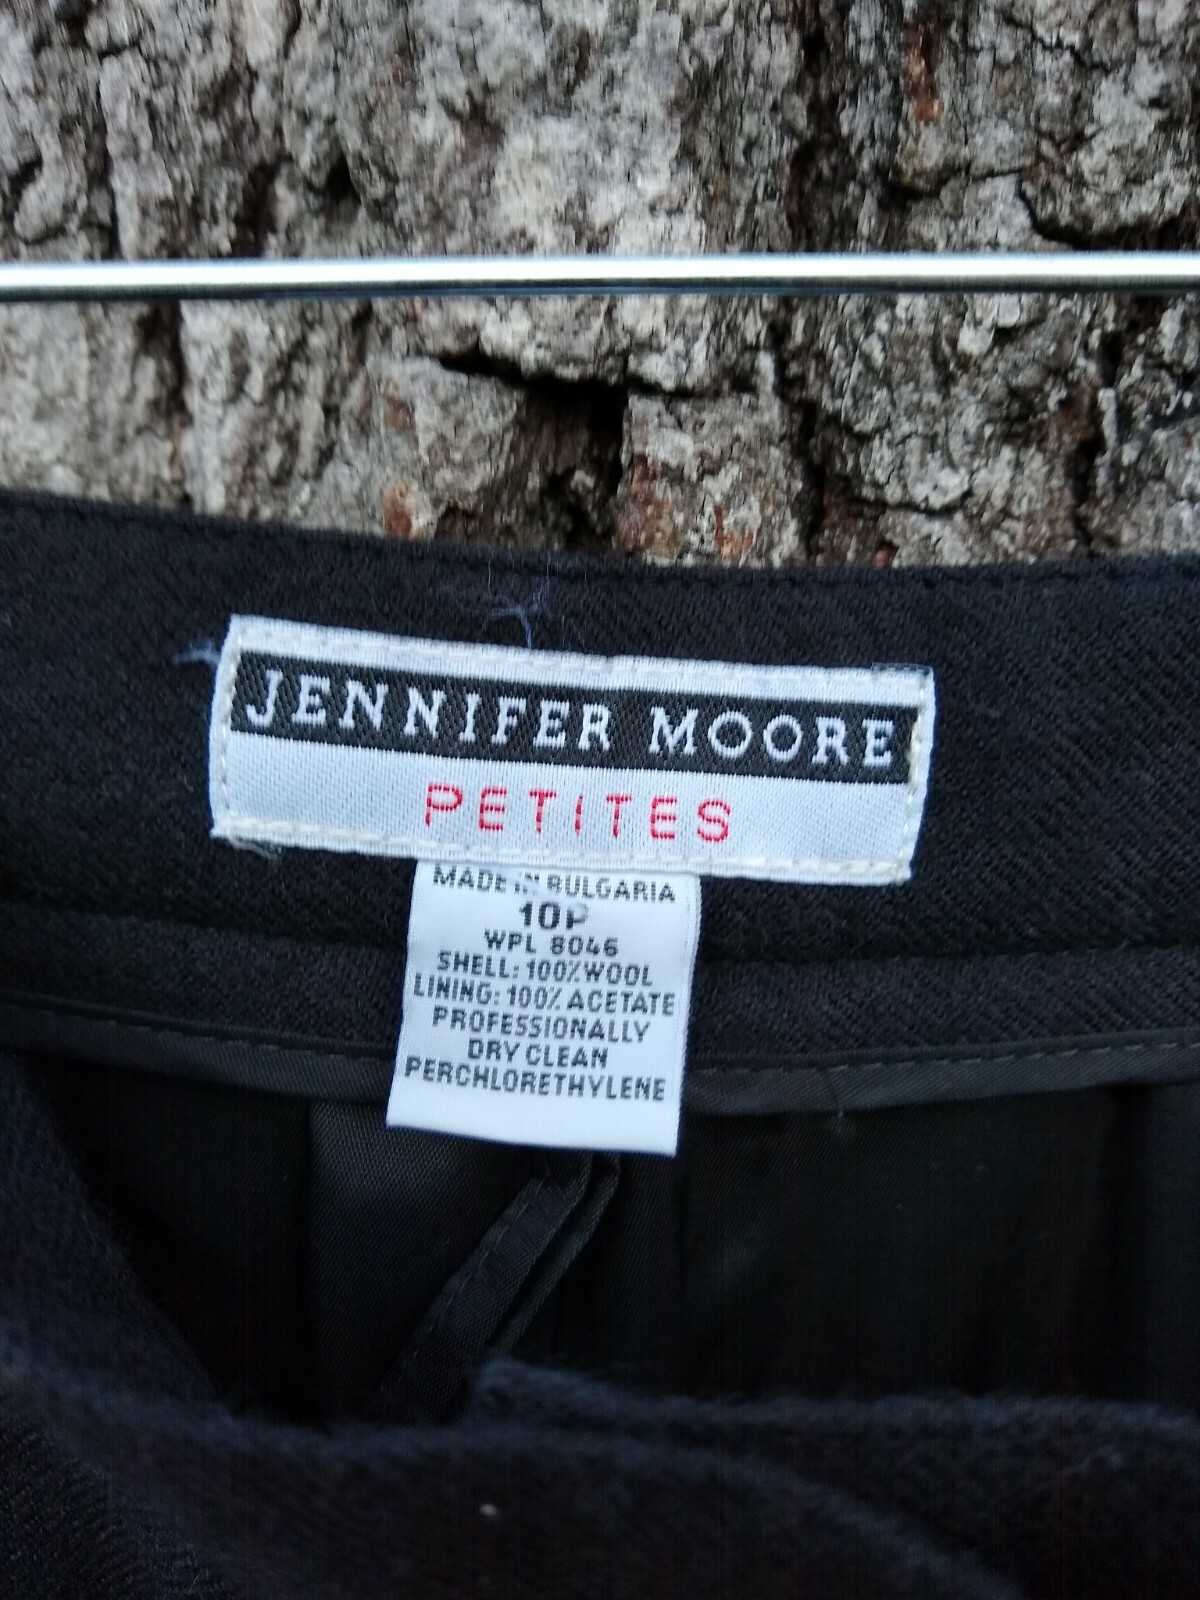 JENNIFER MOORE
PETITES
MADE IN BULGARIA
10P
WPL 8046
SHELL: 100% WOOL
LINING: 100% ACETATE
PROFESSIONALLY
DRY CLEAN
PERCHLORETHYLENE